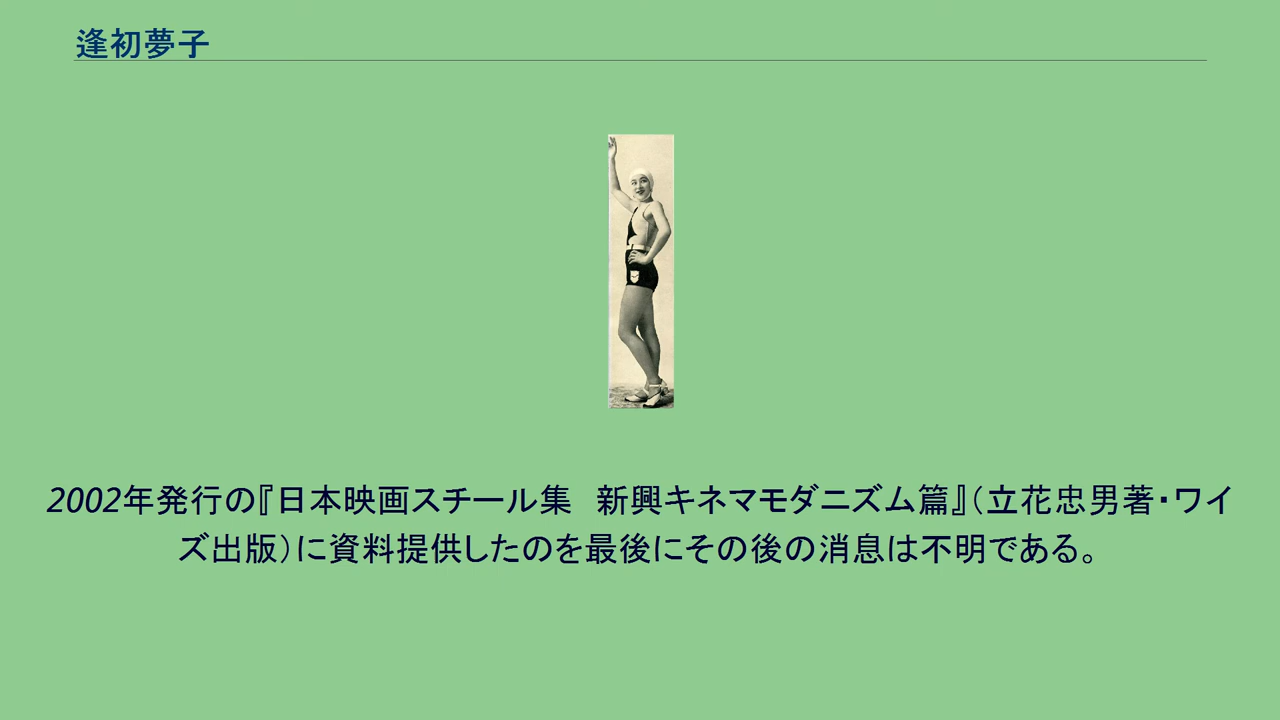 逢初夢子
2002年発行の『日本映画スチール集　新興キネマモダニズム篇』（立花忠男著・ワイ
ズ出版）に資料提供したのを最後にその後の消息は不明である。